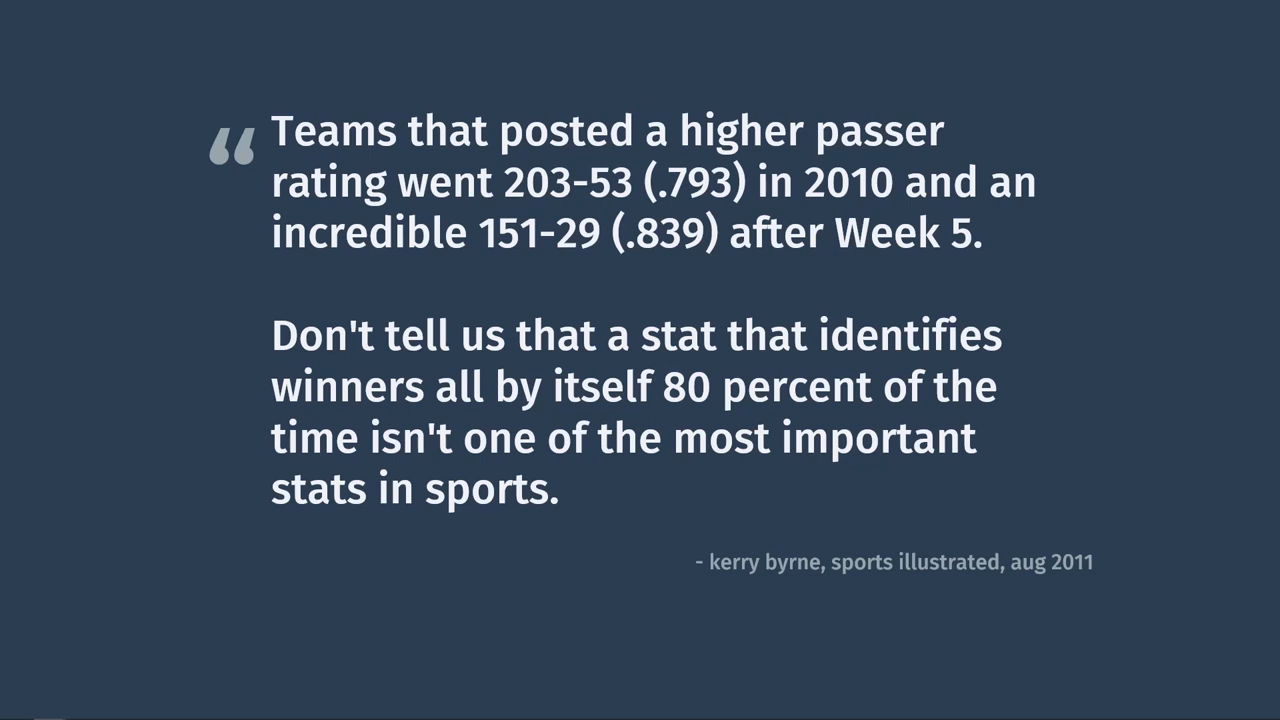 “ Teams that posted a higher passer
rating went 203-53 (.793) in 2010 and an
incredible 151-29 (.839) after Week 5.
Don't tell us that a stat that identifies
winners all by itself 80 percent of the
time isn't one of the most important
stats in sports.
- kerry byrne, sports illustrated, aug 2011